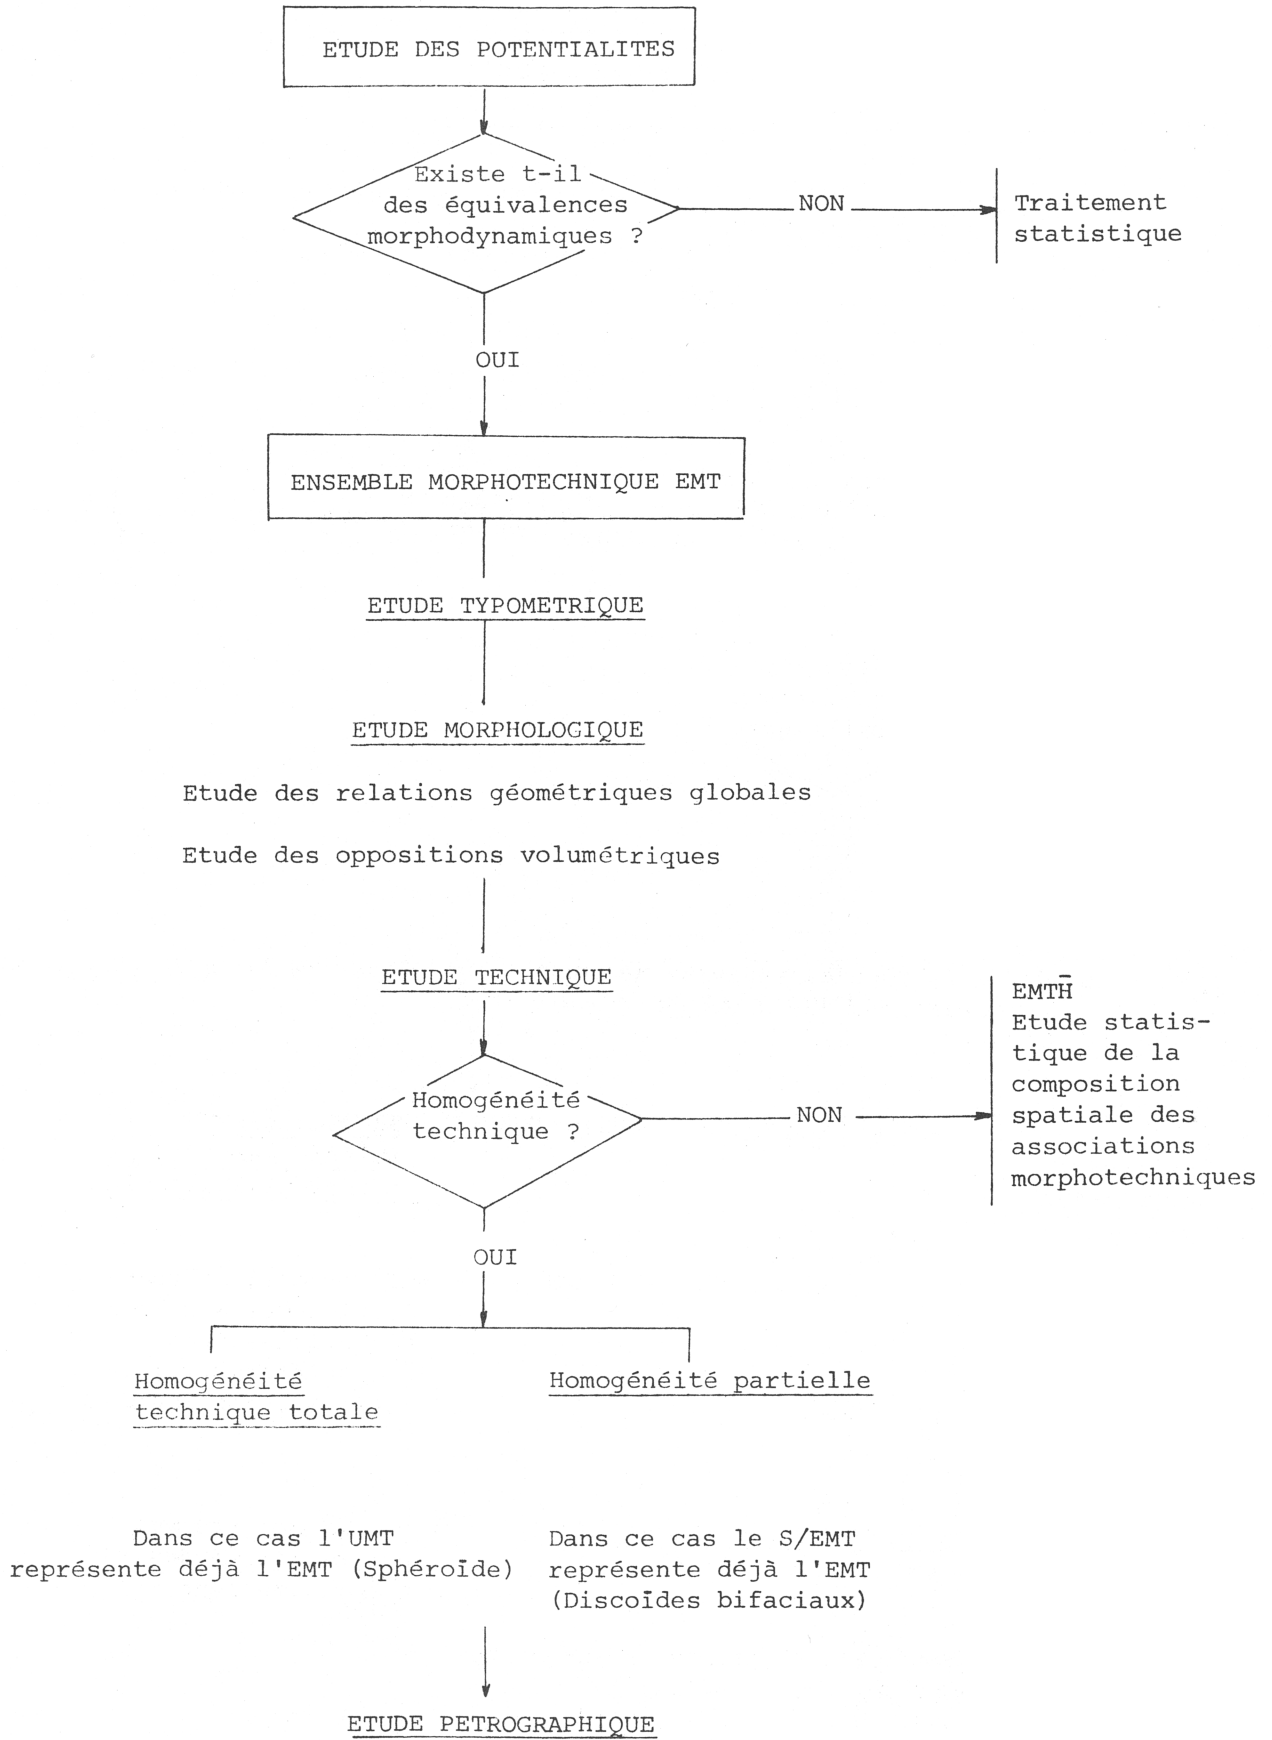 ETUDE DES POTENTIALITES
Existe t-il
des équivalences
morphodynamiques ?
NON
Traitement
statistique
OUI
ENSEMBLE MORPHOTECHNIQUE EMT
ETUDE TYPOMETRIQUE
ETUDE MORPHOLOGIQUE
Etude des relations géométriques globales
Etude des oppositions volumétriques
ETUDE TECHNIQUE
Homogénéité
technique ?
NON
EMTH̄
Etude statis-
tique de la
composition
spatiale des
associations
morphotechniques
OUI
Homogénéité
technique totale
Homogénéité partielle
Dans ce cas l'UMT
représente déjà l'EMT (Sphéroïde)
Dans ce cas le S/EMT
représente déjà l'EMT
(Discoïdes bifaciaux)
ETUDE PETROGRAPHIQUE